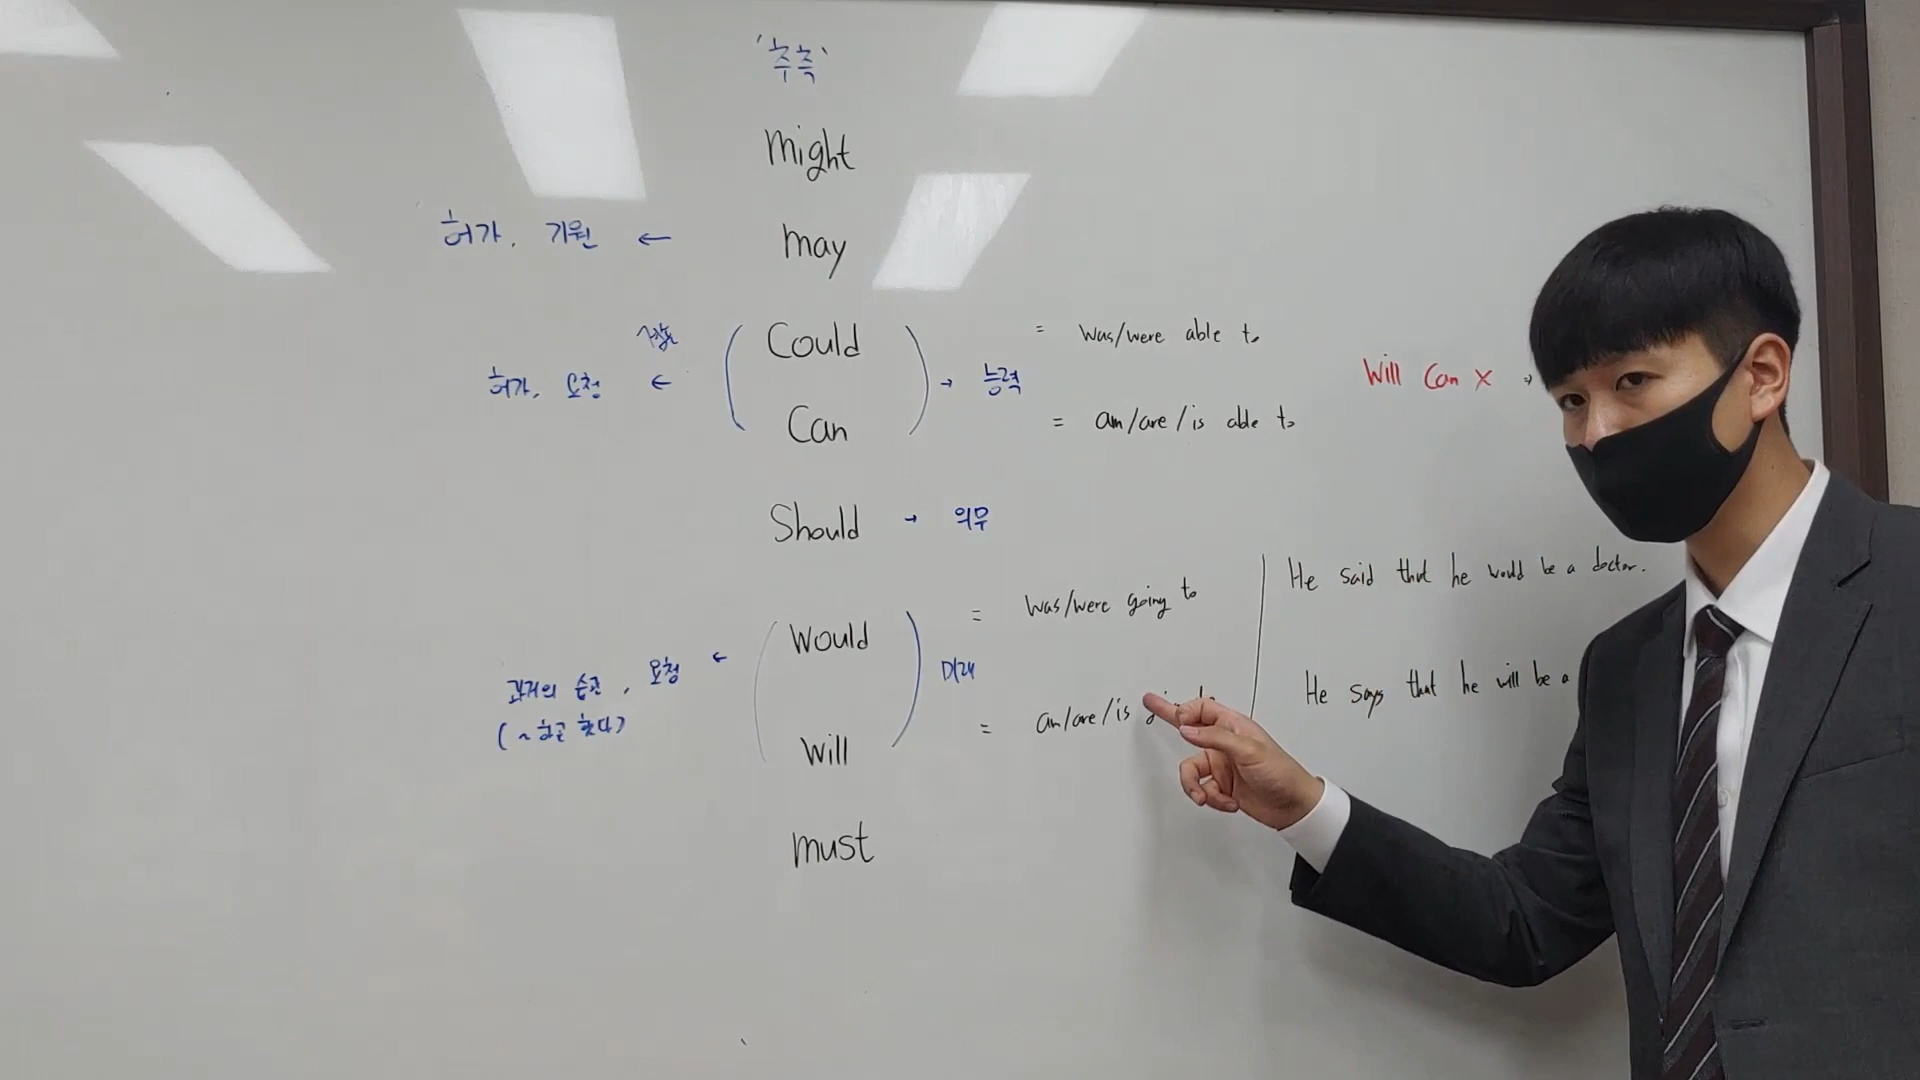 '추측'
might
허가, 기원 ← may
Could = was/were able to
허가, 요청 ← → 능력 Will Can X →
Can = am/are/is able to
Should → 의무
He said that he would be a doctor.
Would = was/were going to
과거의 습관, 요청 ← 미래
He says that he will be a
(~하곤 했다)
Will = am/are/is
must